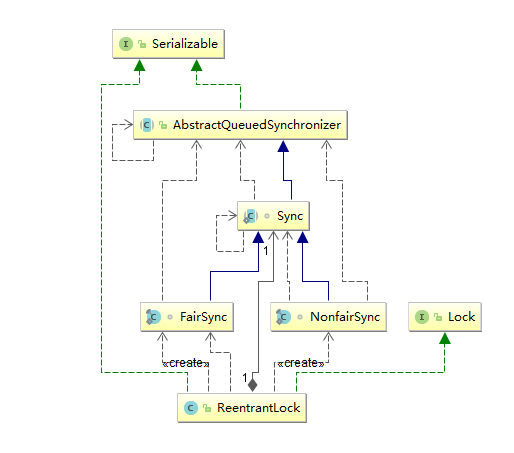 I Serializable
C AbstractQueuedSynchronizer
C Sync
1
C FairSync
C NonfairSync
I Lock
«create»
«create»
1
C ReentrantLock